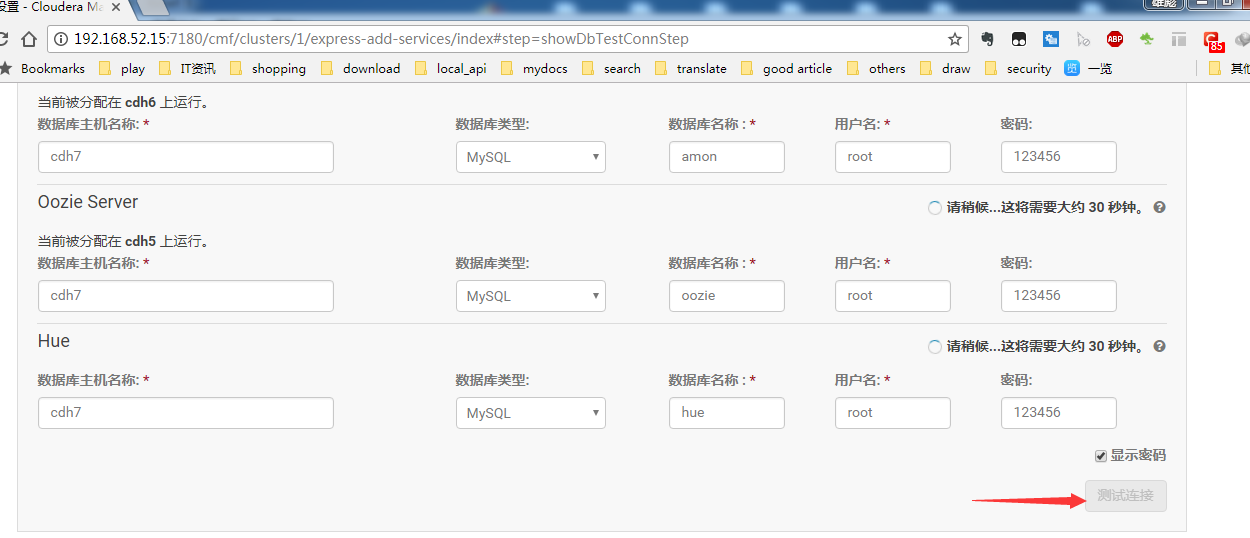 设置 - Cloudera Ma
雄彪
192.168.52.15:7180/cmf/clusters/1/express-add-services/index#step=showDbTestConnStep
ABP
85
Bookmarks play IT资讯 shopping download local_api mydocs search translate good article others draw security 览 一览 其他
当前被分配在 cdh6 上运行。
数据库主机名称: * 数据库类型: 数据库名称 : * 用户名: * 密码:
cdh7 MySQL amon root 123456
Oozie Server 请稍候...这将需要大约 30 秒钟。
当前被分配在 cdh5 上运行。
数据库主机名称: * 数据库类型: 数据库名称 : * 用户名: * 密码:
cdh7 MySQL oozie root 123456
Hue 请稍候...这将需要大约 30 秒钟。
数据库主机名称: * 数据库类型: 数据库名称 : * 用户名: * 密码:
cdh7 MySQL hue root 123456
显示密码
测试连接